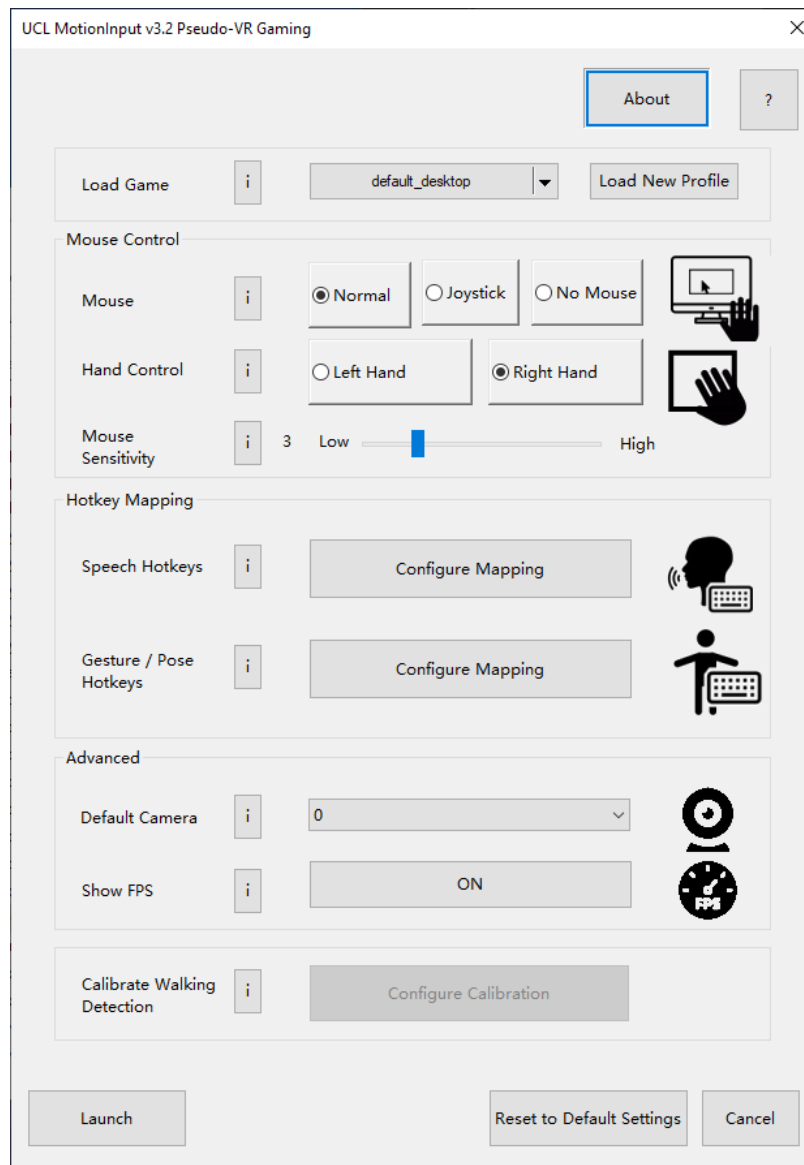 UCL MotionInput v3.2 Pseudo-VR Gaming
About
?
Load Game
i
default_desktop
Load New Profile
Mouse Control
Mouse
i
Normal
Joystick
No Mouse
Hand Control
i
Left Hand
Right Hand
Mouse
Sensitivity
i
3
Low
High
Hotkey Mapping
Speech Hotkeys
i
Configure Mapping
Gesture / Pose
Hotkeys
i
Configure Mapping
Advanced
Default Camera
i
0
Show FPS
i
ON
FPS
Calibrate Walking
Detection
i
Configure Calibration
Launch
Reset to Default Settings
Cancel